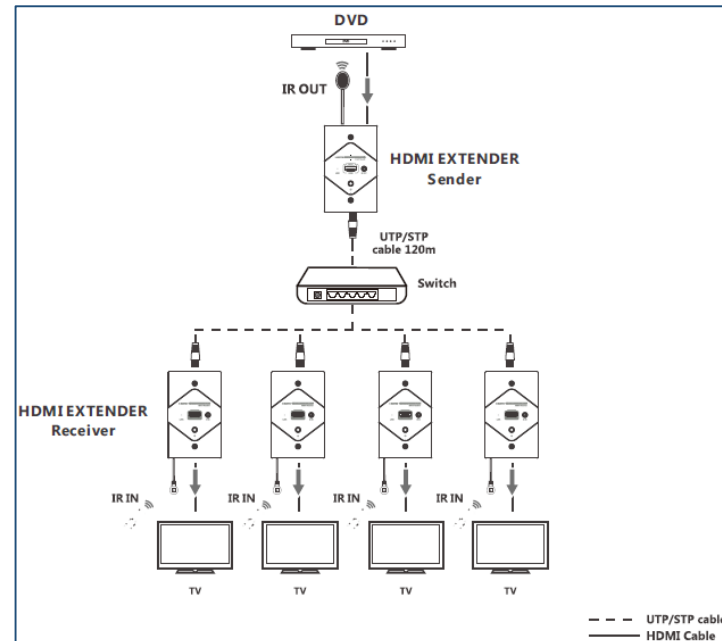 DVD
IR OUT
HDMI EXTENDER
Sender
UTP/STP
cable 120m
Switch
HDMI EXTENDER
Receiver
IR IN
IR IN
IR IN
IR IN
TV
TV
TV
TV
UTP/STP cable
HDMI Cable